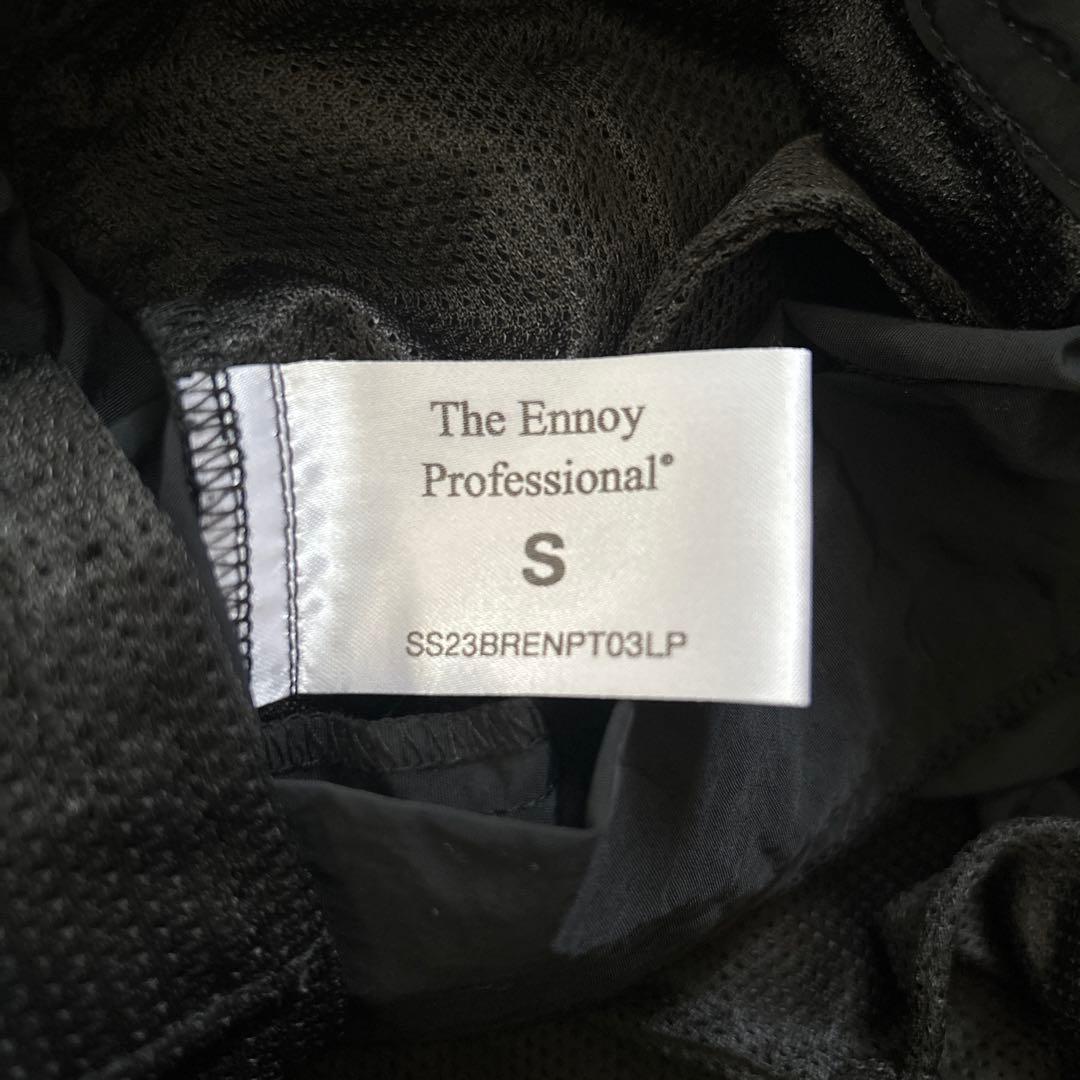 The Ennoy
Professional®
S
SS23BRENPT03LP